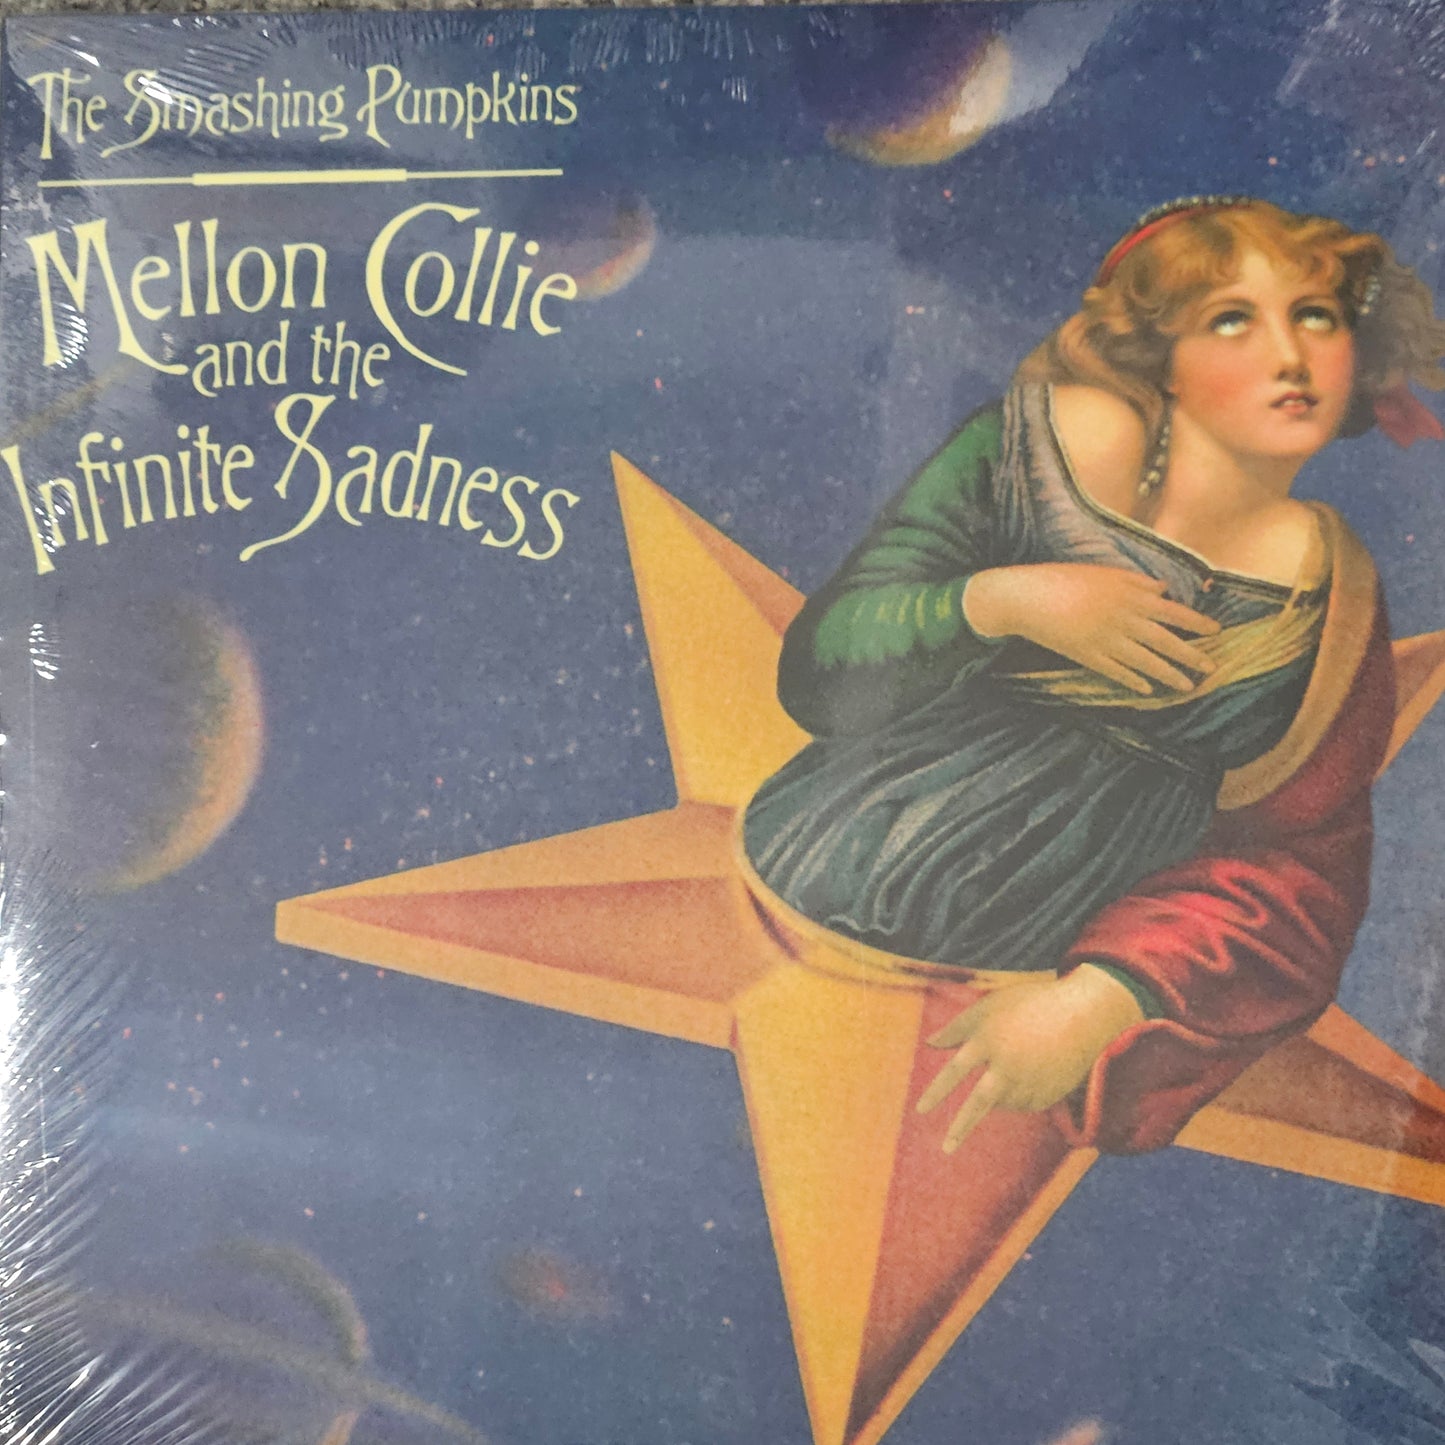 The Smashing Pumpkins
Mellon Collie
and the
Infinite Sadness